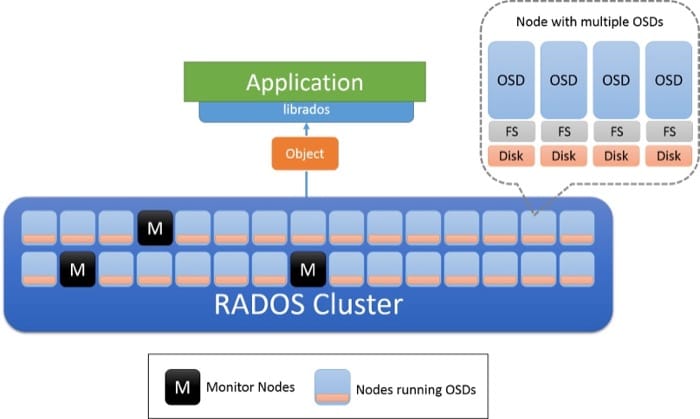 Node with multiple OSDs
OSD OSD OSD OSD
FS FS FS FS
Disk Disk Disk Disk
Application
librados
Object
M
M M
RADOS Cluster
M Monitor Nodes Nodes running OSDs